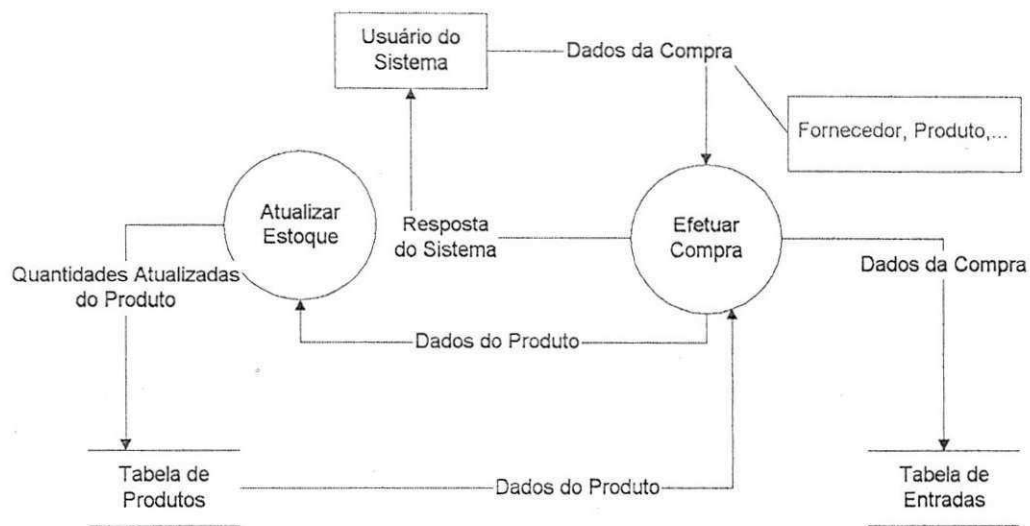 Usuário do
Sistema
Dados da Compra
Fornecedor, Produto,...
Atualizar
Estoque
Resposta
do Sistema
Efetuar
Compra
Quantidades Atualizadas
do Produto
Dados da Compra
Dados do Produto
Tabela de
Produtos
Dados do Produto
Tabela de
Entradas